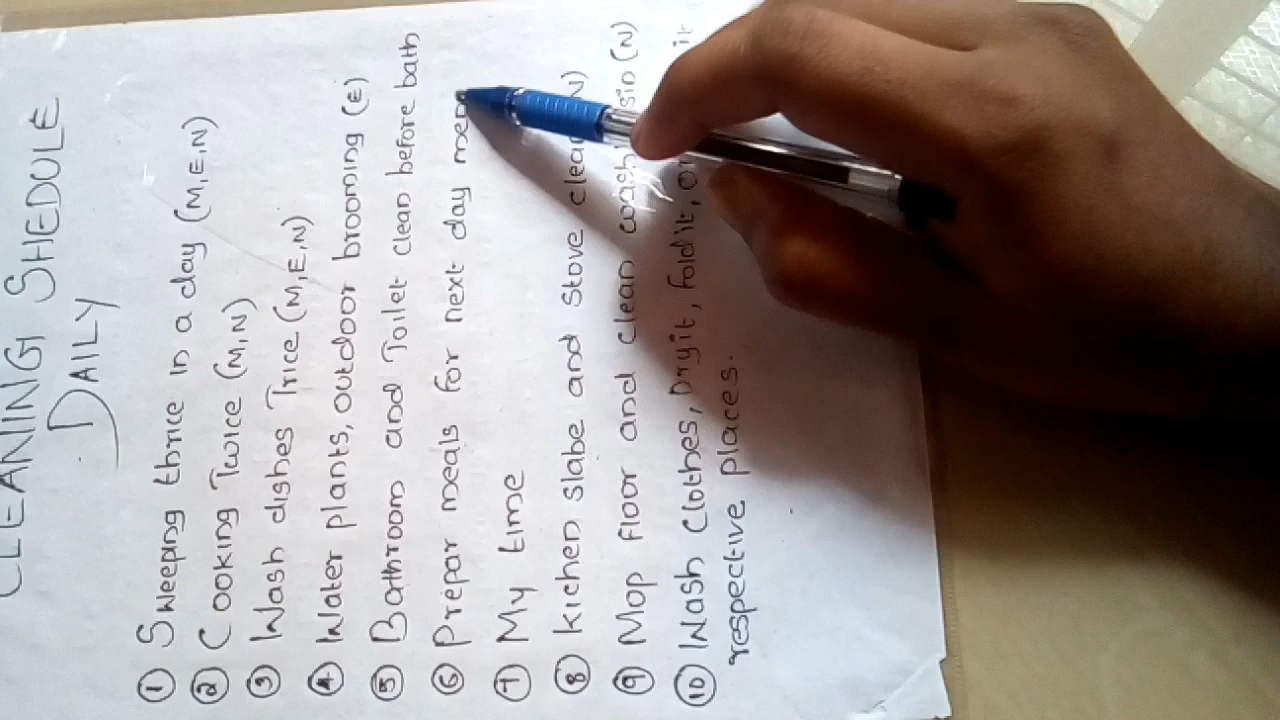 CLEANING SHEDULE
DAILY
① Sweeping thrice in a day (M,E,N)
② Cooking Twice (M,N)
③ Wash dishes Trice (M,E,N)
④ Water plants, outdoor brooming (E)
⑤ Bathroom and Toilet clean before bath
⑥ Prepar meals for next day
⑦ My time
⑧ kichen slabe and stove N)
⑨ Mop floor and clean (N)
⑩ Wash Clothes, Dry it, Fold it, it
respective places.